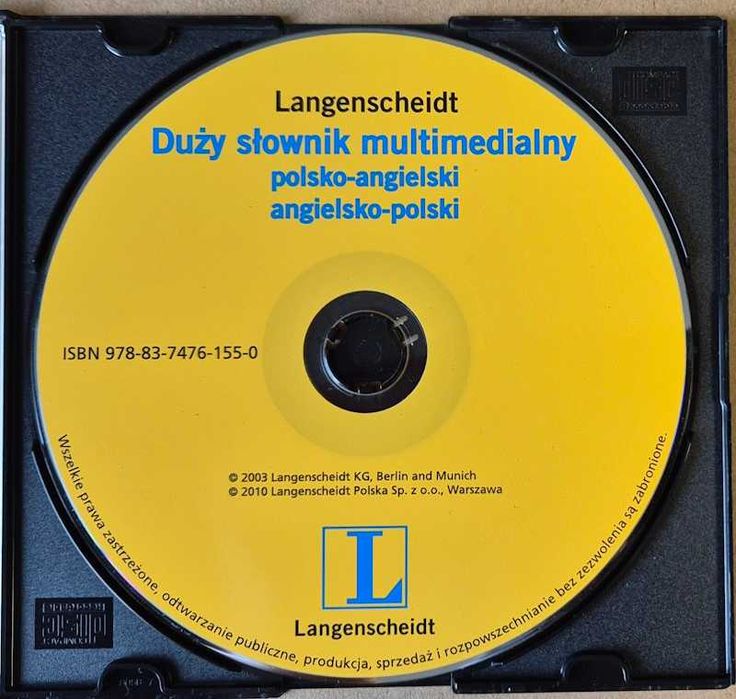 Langenscheidt
Duży słownik multimedialny
polsko-angielski
angielsko-polski
ISBN 978-83-7476-155-0
© 2003 Langenscheidt KG, Berlin and Munich
© 2010 Langenscheidt Polska Sp. z o.o., Warszawa
L
Langenscheidt
Wszelkie prawa zastrzeżone, odtwarzanie publiczne, produkcja, sprzedaż i rozpowszechnianie bez zezwolenia są zabronione.
COMPACT
disc